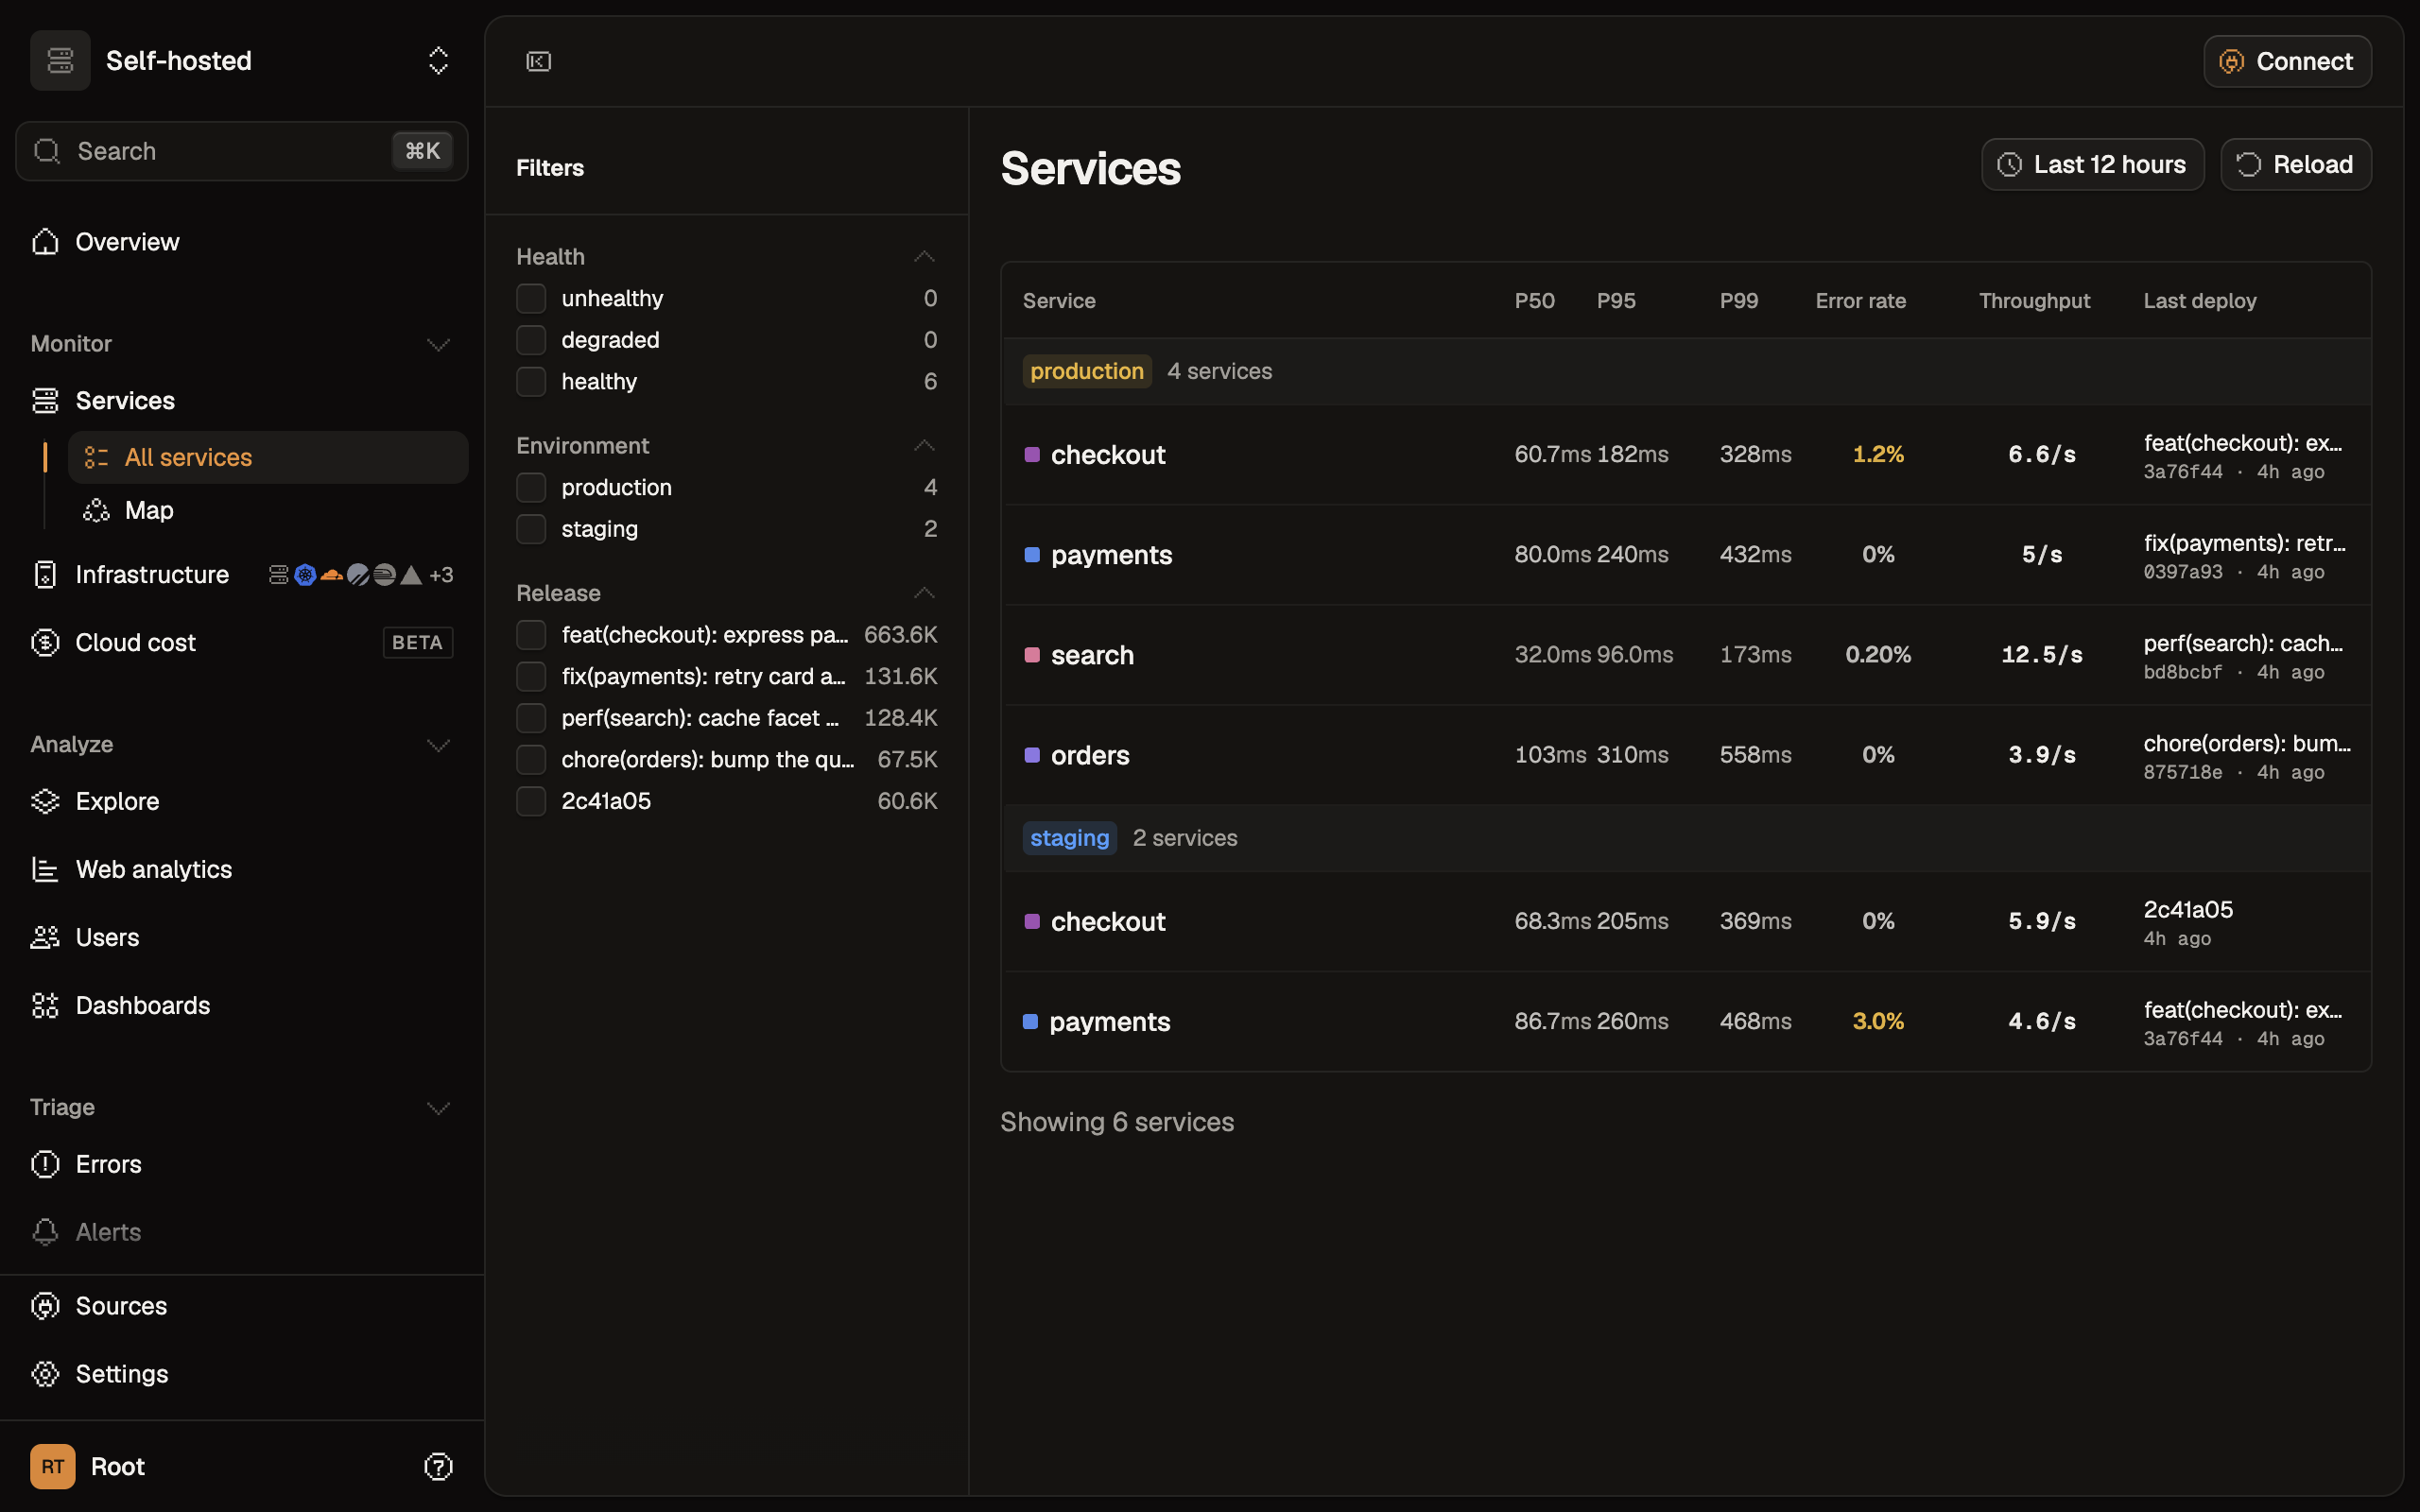 Self-hosted
Search ⌘K
Overview
Monitor
Services
All services
Map
Infrastructure +3
Cloud cost BETA
Analyze
Explore
Web analytics
Users
Dashboards
Triage
Errors
Alerts
Sources
Settings
RT Root
Connect
Filters
Health
unhealthy 0
degraded 0
healthy 6
Environment
production 4
staging 2
Release
feat(checkout): express pa... 663.6K
fix(payments): retry card a... 131.6K
perf(search): cache facet ... 128.4K
chore(orders): bump the qu... 67.5K
2c41a05 60.6K
Services
Last 12 hours Reload
Service P50 P95 P99 Error rate Throughput Last deploy
production 4 services
checkout 60.7ms 182ms 328ms 1.2% 6.6/s feat(checkout): ex...
3a76f44 · 4h ago
payments 80.0ms 240ms 432ms 0% 5/s fix(payments): retr...
0397a93 · 4h ago
search 32.0ms 96.0ms 173ms 0.20% 12.5/s perf(search): cach...
bd8bcbf · 4h ago
orders 103ms 310ms 558ms 0% 3.9/s chore(orders): bum...
875718e · 4h ago
staging 2 services
checkout 68.3ms 205ms 369ms 0% 5.9/s 2c41a05
4h ago
payments 86.7ms 260ms 468ms 3.0% 4.6/s feat(checkout): ex...
3a76f44 · 4h ago
Showing 6 services